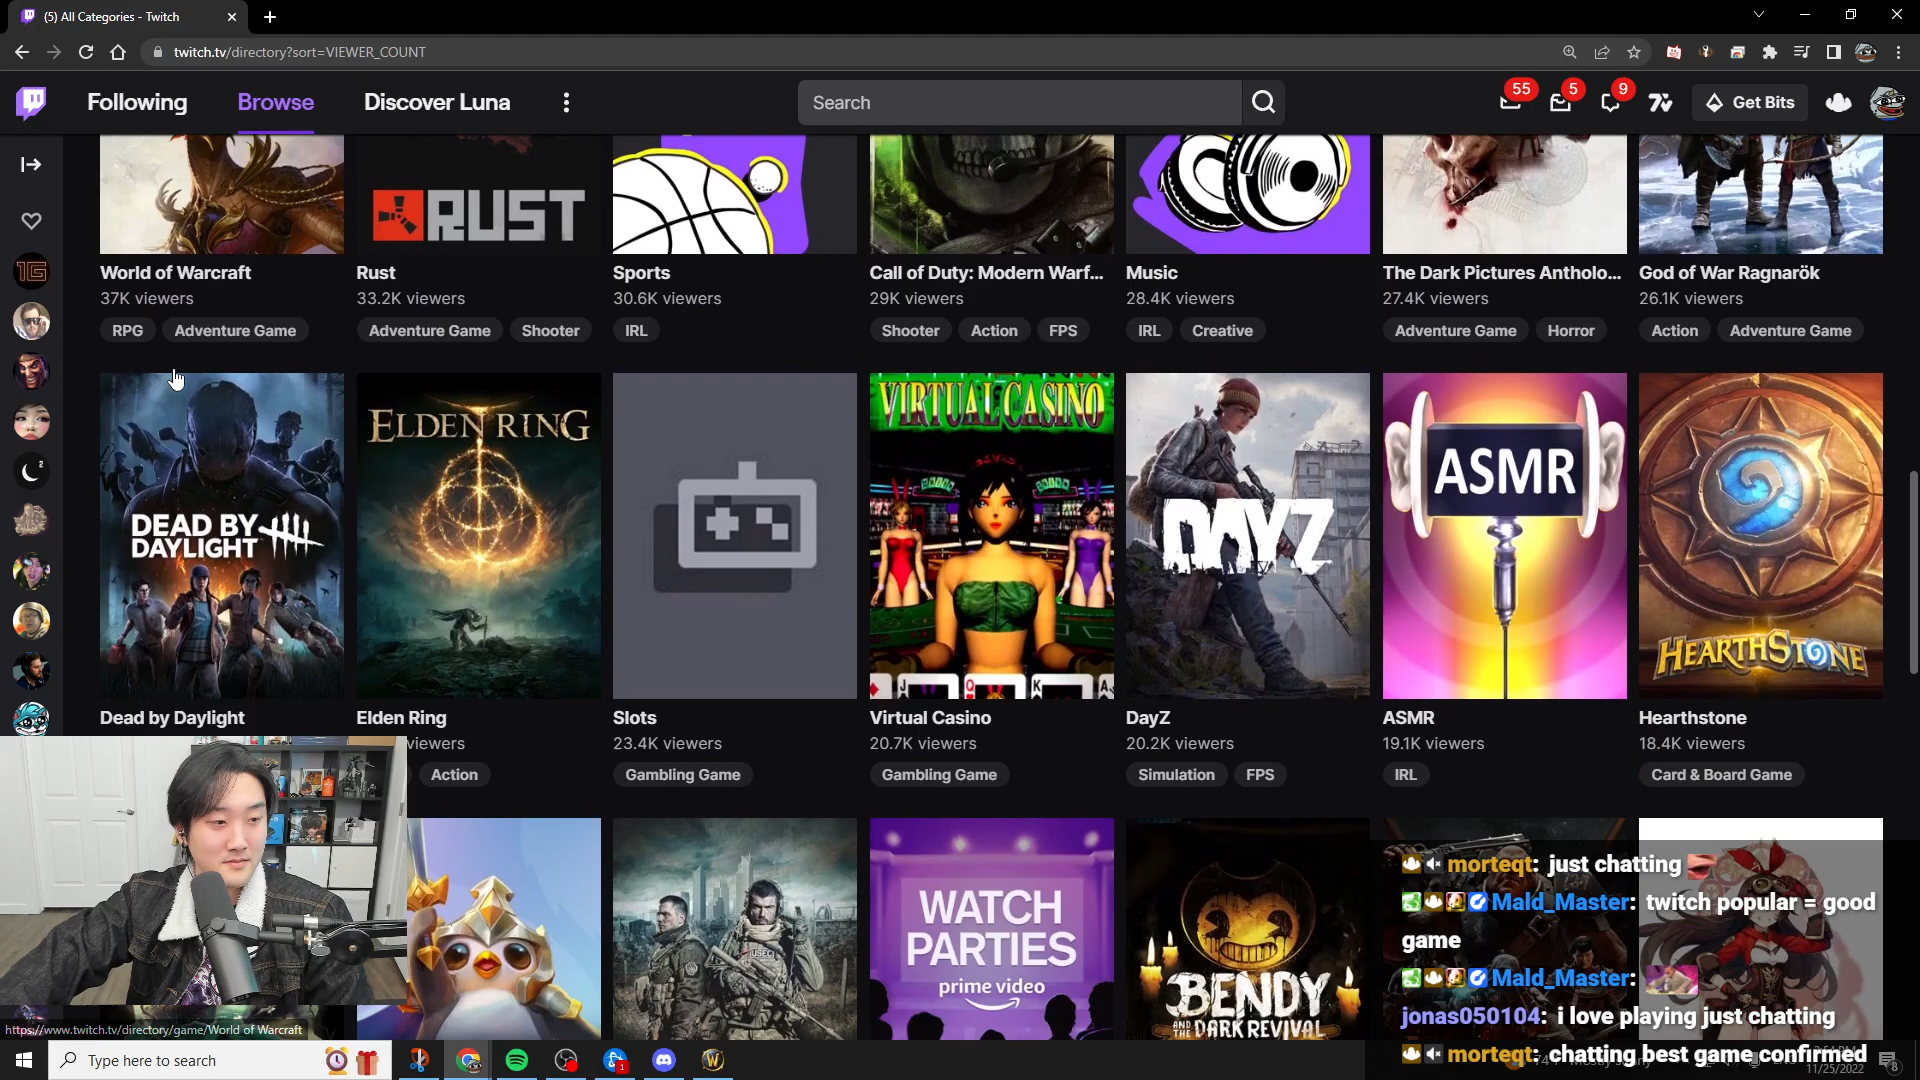 (5) All Categories - Twitch
twitch.tv/directory?sort=VIEWER_COUNT
Following Browse Discover Luna Search 55 5 9 Get Bits
RUST
World of Warcraft
37K viewers
RPG Adventure Game
Rust
33.2K viewers
Adventure Game Shooter
Sports
30.6K viewers
IRL
Call of Duty: Modern Warf...
29K viewers
Shooter Action FPS
Music
28.4K viewers
IRL Creative
The Dark Pictures Antholo...
27.4K viewers
Adventure Game Horror
God of War Ragnarök
26.1K viewers
Action Adventure Game
DEAD BY
DAYLIGHT
Dead by Daylight
ELDEN RING
Elden Ring
viewers
Action
Slots
23.4K viewers
Gambling Game
VIRTUAL CASINO
J Q K A
Virtual Casino
20.7K viewers
Gambling Game
DAYZ
DayZ
20.2K viewers
Simulation FPS
ASMR
ASMR
19.1K viewers
IRL
HEARTHSTONE
Hearthstone
18.4K viewers
Card & Board Game
USEC
WATCH
PARTIES
prime video
BENDY
AND THE DARK REVIVAL
morteqt: just chatting
Mald_Master: twitch popular = good
game
Mald_Master:
jonas050104: i love playing just chatting
morteqt: chatting best game confirmed
https://www.twitch.tv/directory/game/World of Warcraft
Type here to search
1
11/25/2022
8